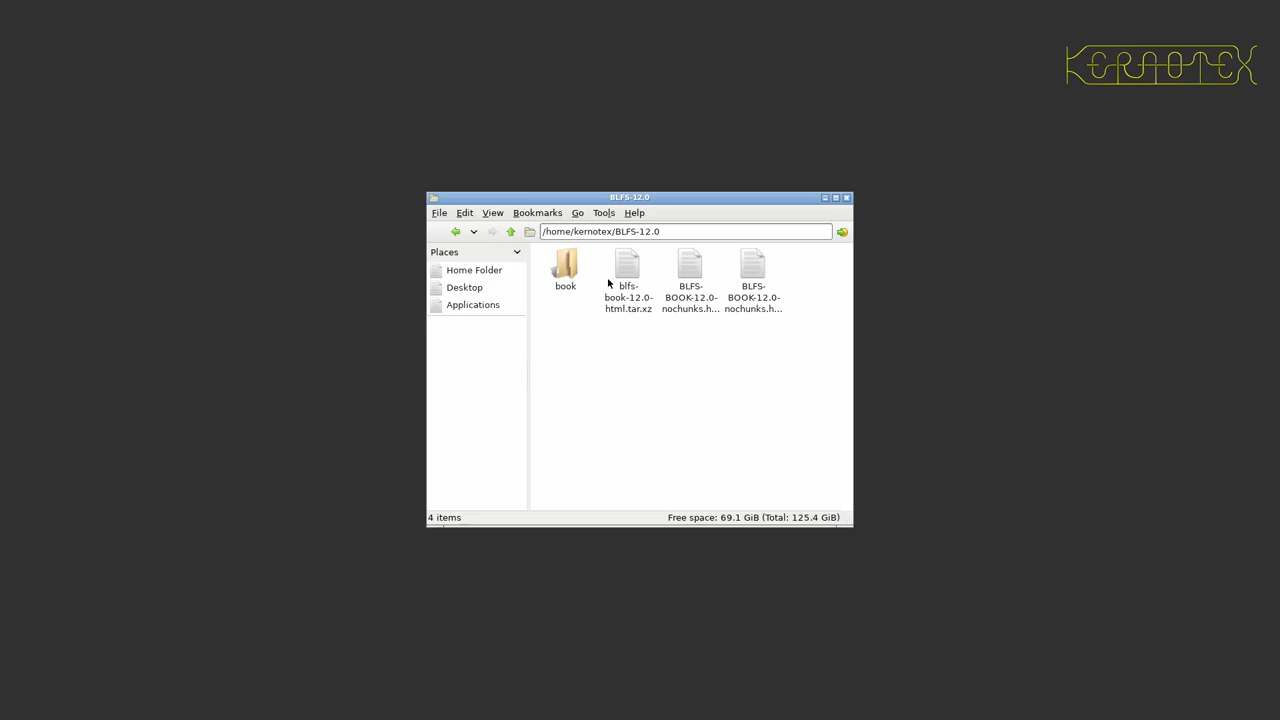 KERNOTEX
BLFS-12.0
File Edit View Bookmarks Go Tools Help
/home/kernotex/BLFS-12.0
Places
Home Folder
Desktop
Applications
book
blfs-
book-12.0-
html.tar.xz
BLFS-
BOOK-12.0-
nochunks.h...
BLFS-
BOOK-12.0-
nochunks.h...
4 items
Free space: 69.1 GiB (Total: 125.4 GiB)